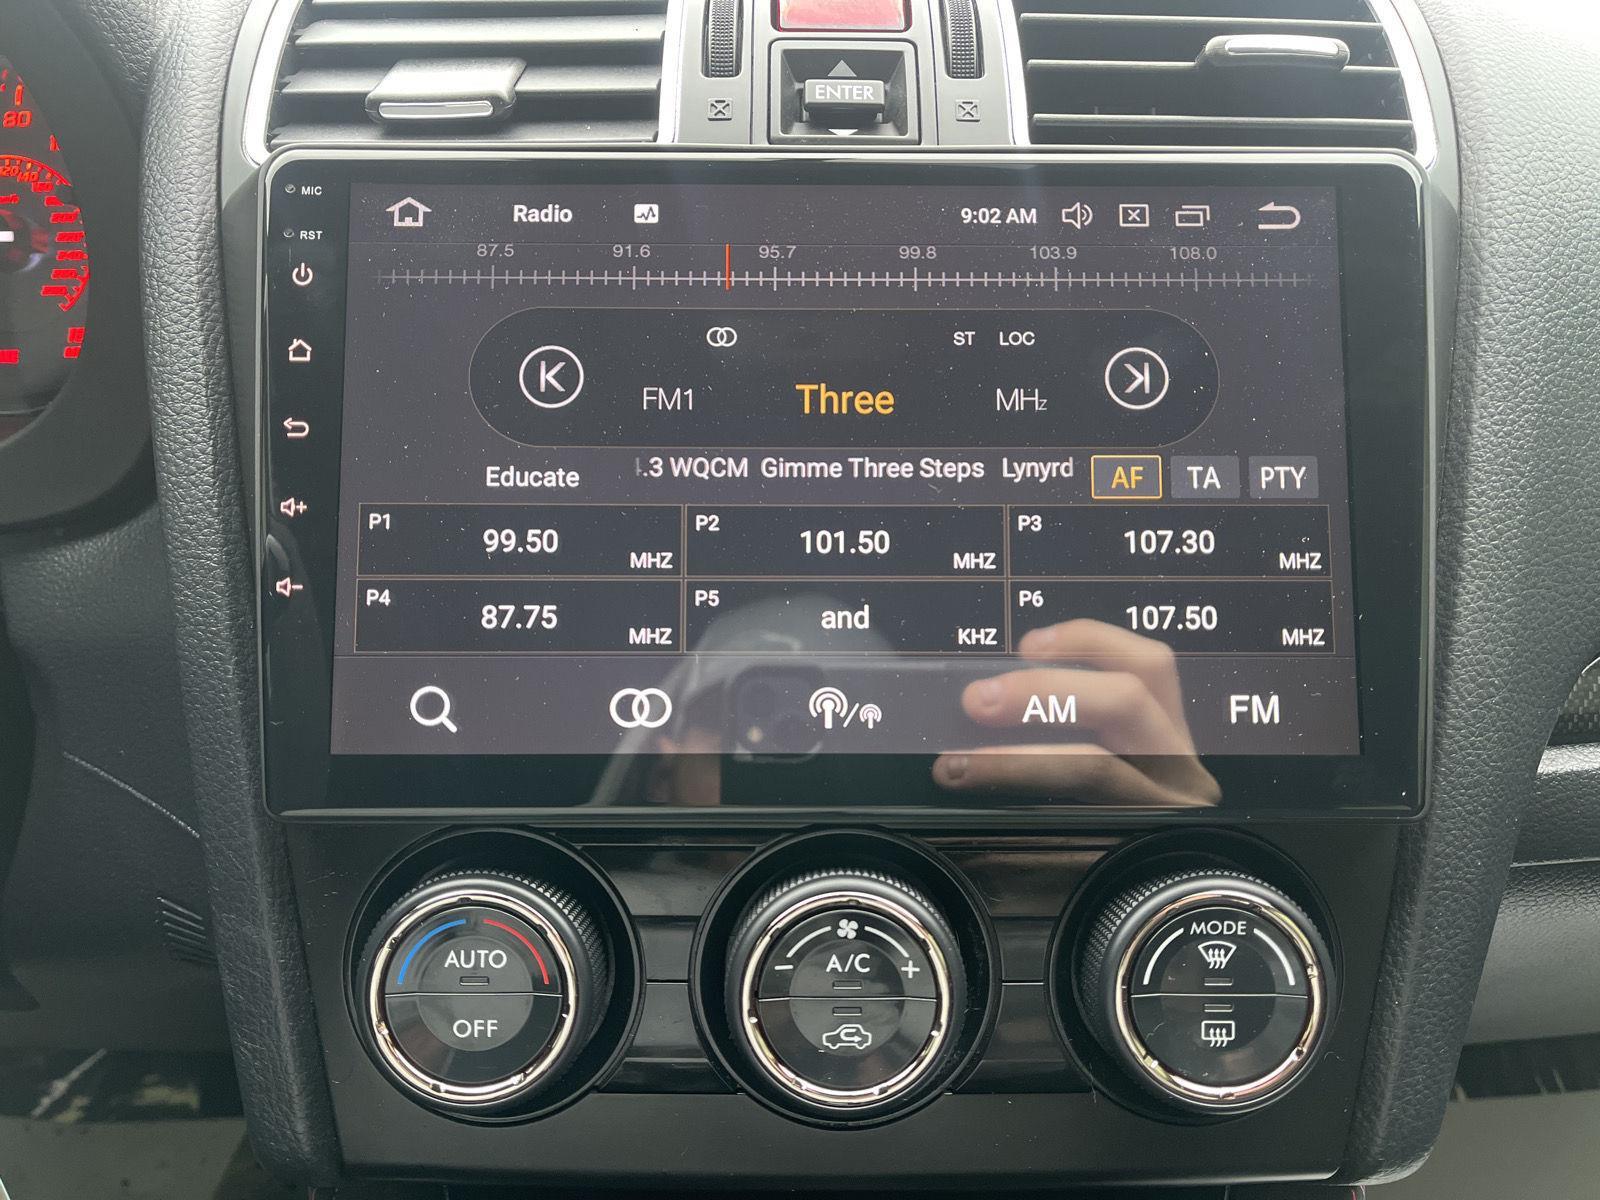 ENTER
MIC
RST
Radio 9:02 AM
87.5 91.6 95.7 99.8 103.9 108.0
ST LOC
FM1 Three MHz
Educate .3 WQCM Gimme Three Steps Lynyrd AF TA PTY
P1 99.50 MHZ P2 101.50 MHZ P3 107.30 MHZ
P4 87.75 MHZ P5 and KHZ P6 107.50 MHZ
AM FM
80
AUTO
OFF
A/C
MODE